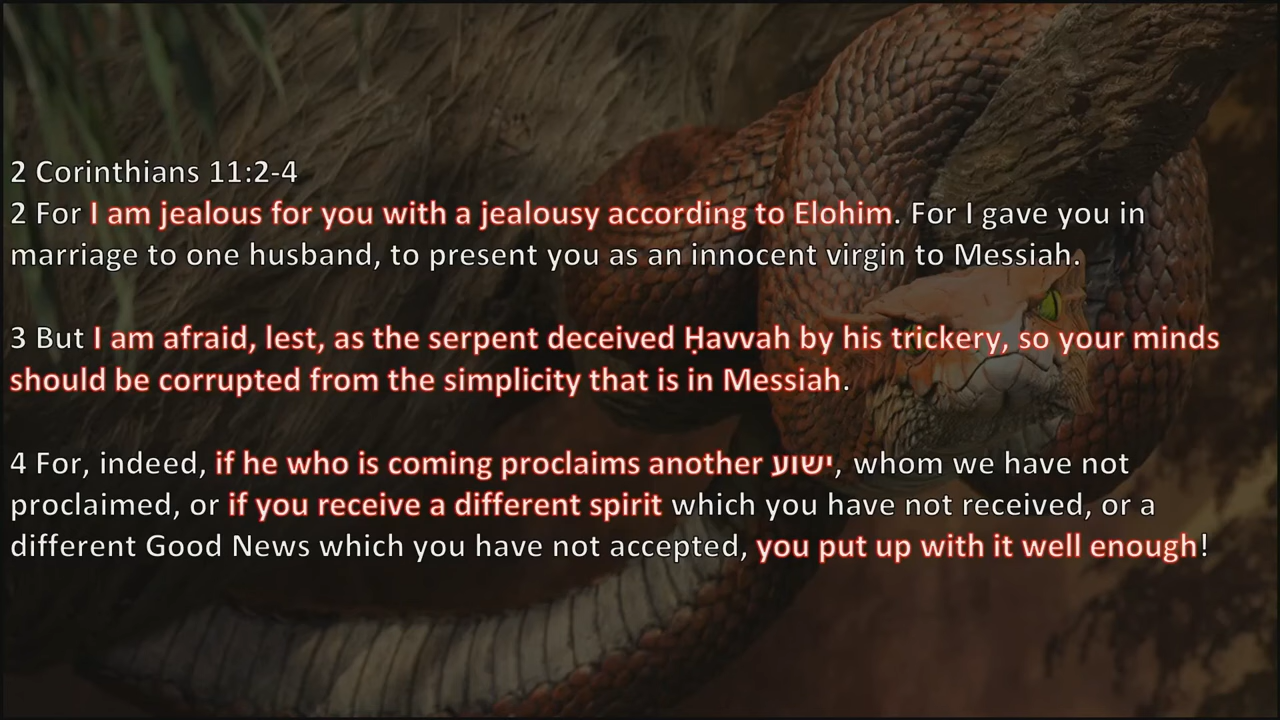 2 Corinthians 11:2-4
2 For I am jealous for you with a jealousy according to Elohim. For I gave you in
marriage to one husband, to present you as an innocent virgin to Messiah.
3 But I am afraid, lest, as the serpent deceived Ḥavvah by his trickery, so your minds
should be corrupted from the simplicity that is in Messiah.
4 For, indeed, if he who is coming proclaims another ישוע, whom we have not
proclaimed, or if you receive a different spirit which you have not received, or a
different Good News which you have not accepted, you put up with it well enough!